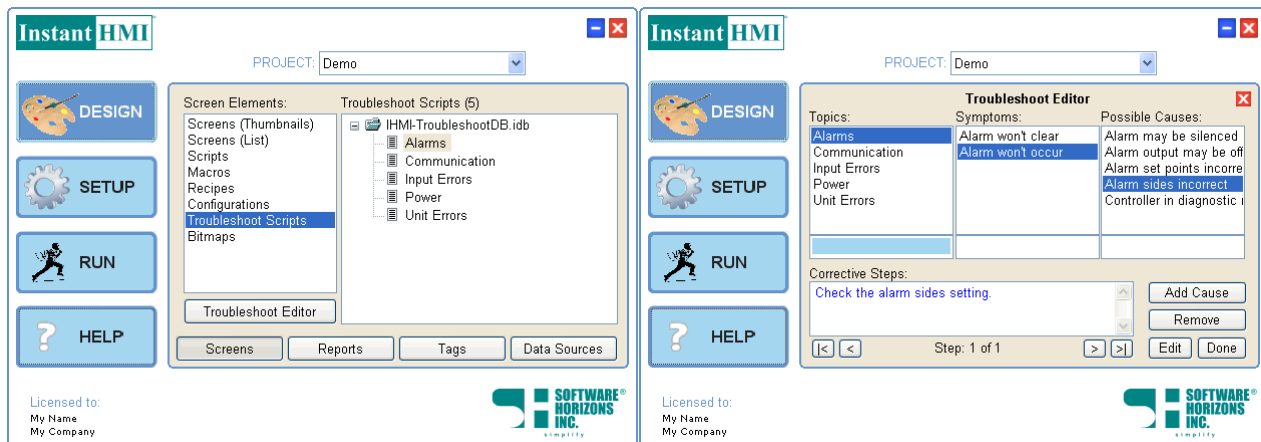 Instant HMI
PROJECT: Demo
DESIGN
SETUP
RUN
HELP
Screen Elements:
Screens (Thumbnails)
Screens (List)
Scripts
Macros
Recipes
Configurations
Troubleshoot Scripts
Bitmaps
Troubleshoot Editor
Troubleshoot Scripts (5)
IHMI-TroubleshootDB.idb
Alarms
Communication
Input Errors
Power
Unit Errors
Screens
Reports
Tags
Data Sources
Licensed to:
My Name
My Company
SOFTWARE®
HORIZONS
INC.
simplify
Instant HMI
PROJECT: Demo
DESIGN
SETUP
RUN
HELP
Troubleshoot Editor
Topics:
Alarms
Communication
Input Errors
Power
Unit Errors
Symptoms:
Alarm won't clear
Alarm won't occur
Possible Causes:
Alarm may be silenced
Alarm output may be off
Alarm set points incorre
Alarm sides incorrect
Controller in diagnostic
Corrective Steps:
Check the alarm sides setting.
Add Cause
Remove
|< < Step: 1 of 1 > >|
Edit
Done
Licensed to:
My Name
My Company
SOFTWARE®
HORIZONS
INC.
simplify